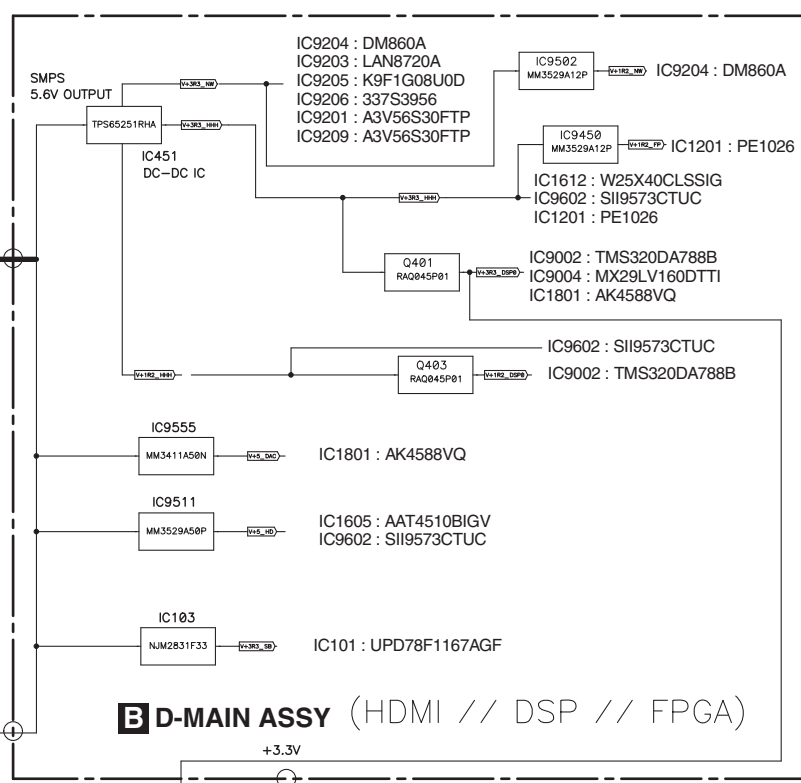 SMPS
5.6V OUTPUT
V+3R3_NW
TPS65251RHA
V+3R3_HHH
IC451
DC-DC IC
IC9204 : DM860A
IC9203 : LAN8720A
IC9205 : K9F1G08U0D
IC9206 : 337S3956
IC9201 : A3V56S30FTP
IC9209 : A3V56S30FTP
IC9502
MM3529A12P
V+1R2_NW
IC9204 : DM860A
IC9450
MM3529A12P
V+1R2_FP
IC1201 : PE1026
V+3R3_HHH
IC1612 : W25X40CLSSIG
IC9602 : SII9573CTUC
IC1201 : PE1026
Q401
RAQ045P01
V+3R3_DSP0
IC9002 : TMS320DA788B
IC9004 : MX29LV160DTTI
IC1801 : AK4588VQ
IC9602 : SII9573CTUC
V+1R2_HHH
Q403
RAQ045P01
V+1R2_DSP0
IC9002 : TMS320DA788B
IC9555
MM3411A50N
V+5_DAC
IC1801 : AK4588VQ
IC9511
MM3529A50P
V+5_HD
IC1605 : AAT4510BIGV
IC9602 : SII9573CTUC
IC103
NJM2831F33
V+3R3_SB
IC101 : UPD78F1167AGF
B D-MAIN ASSY (HDMI // DSP // FPGA)
+3.3V